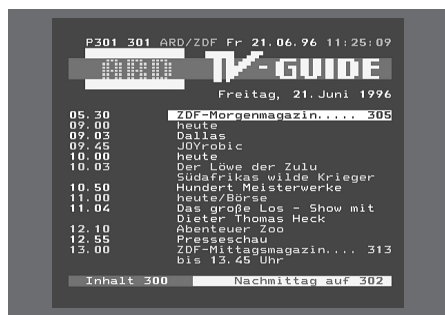 P301 301 ARD/ZDF Fr 21.06.96 11:25:09
ARD TV-GUIDE
Freitag, 21.Juni 1996
05.30 ZDF-Morgenmagazin..... 305
09.00 heute
09.03 Dallas
09.45 JOYrobic
10.00 heute
10.03 Der Löwe der Zulu
Südafrikas wilde Krieger
10.50 Hundert Meisterwerke
11.00 heute/Börse
11.04 Das große Los - Show mit
Dieter Thomas Heck
12.10 Abenteuer Zoo
12.55 Presseschau
13.00 ZDF-Mittagsmagazin.... 313
bis 13.45 Uhr
Inhalt 300 Nachmittag auf 302